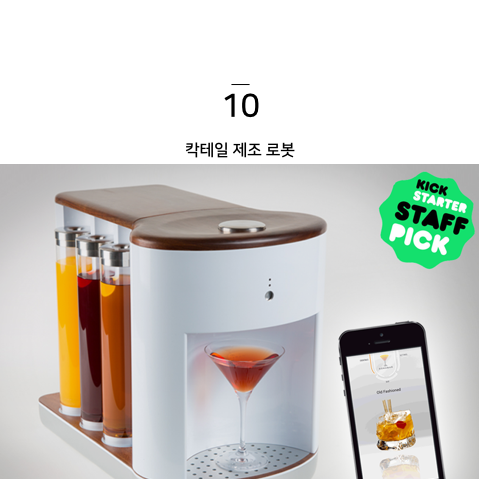 10
칵테일 제조 로봇
KICK
STARTER
STAFF
PICK
Old Fashioned